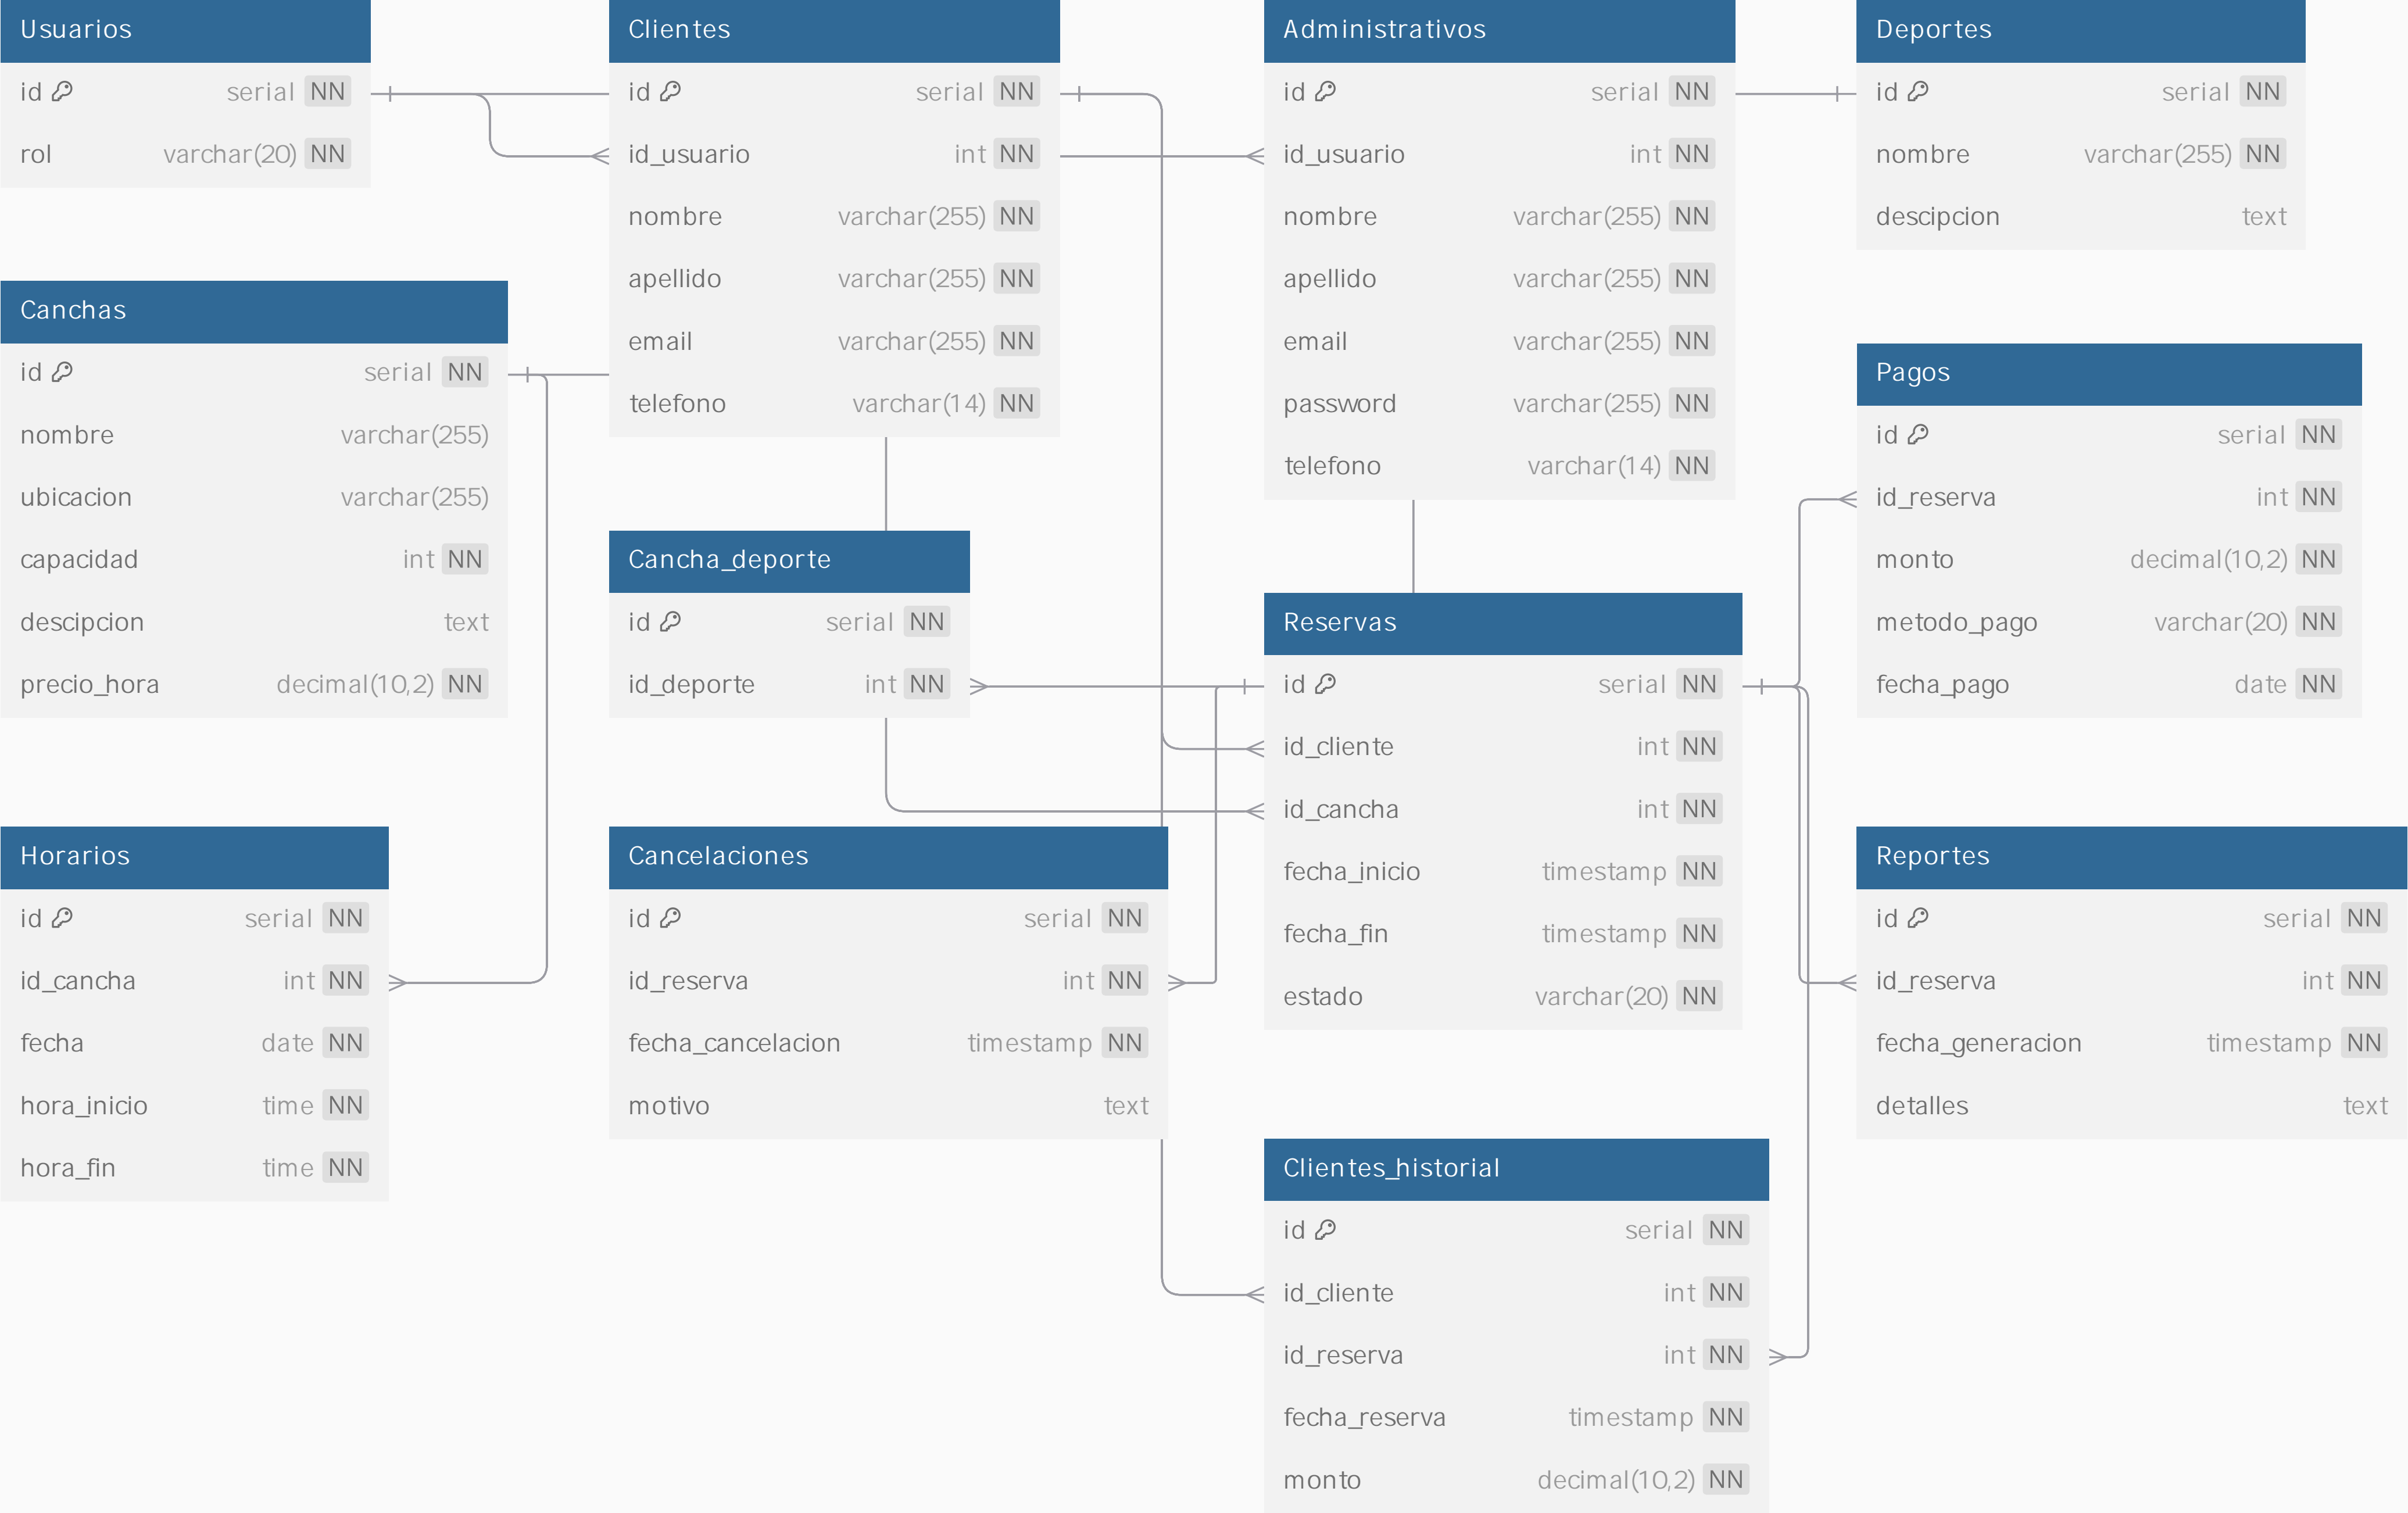 Usuarios
id serial NN
rol varchar(20) NN
Clientes
id serial NN
id_usuario int NN
nombre varchar(255) NN
apellido varchar(255) NN
email varchar(255) NN
telefono varchar(14) NN
Administrativos
id serial NN
id_usuario int NN
nombre varchar(255) NN
apellido varchar(255) NN
email varchar(255) NN
password varchar(255) NN
telefono varchar(14) NN
Deportes
id serial NN
nombre varchar(255) NN
descipcion text
Canchas
id serial NN
nombre varchar(255)
ubicacion varchar(255)
capacidad int NN
descipcion text
precio_hora decimal(10,2) NN
Cancha_deporte
id serial NN
id_deporte int NN
Reservas
id serial NN
id_cliente int NN
id_cancha int NN
fecha_inicio timestamp NN
fecha_fin timestamp NN
estado varchar(20) NN
Pagos
id serial NN
id_reserva int NN
monto decimal(10,2) NN
metodo_pago varchar(20) NN
fecha_pago date NN
Horarios
id serial NN
id_cancha int NN
fecha date NN
hora_inicio time NN
hora_fin time NN
Cancelaciones
id serial NN
id_reserva int NN
fecha_cancelacion timestamp NN
motivo text
Clientes_historial
id serial NN
id_cliente int NN
id_reserva int NN
fecha_reserva timestamp NN
monto decimal(10,2) NN
Reportes
id serial NN
id_reserva int NN
fecha_generacion timestamp NN
detalles text